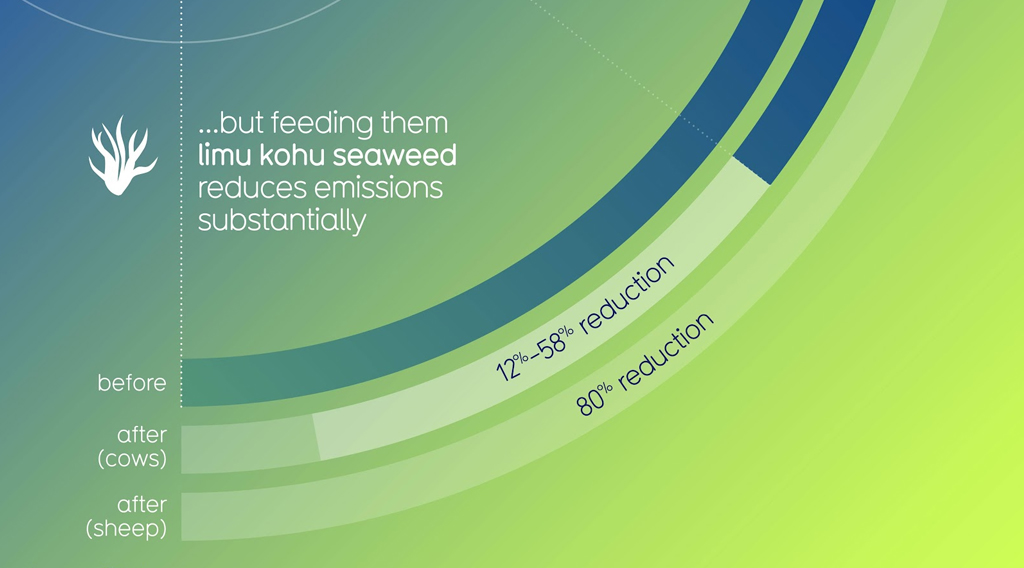 ...but feeding them
limu kohu seaweed
reduces emissions
substantially
12%–58% reduction
80% reduction
before
after
(cows)
after
(sheep)